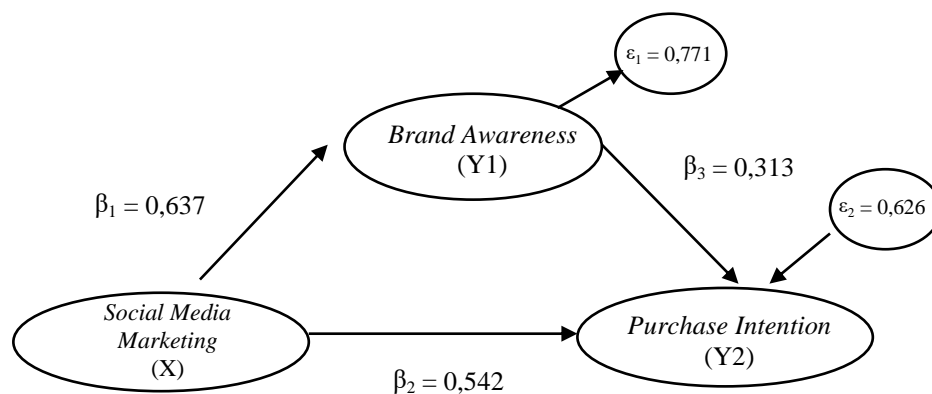 ε₁ = 0,771
Brand Awareness
(Y1)
β₃ = 0,313
β₁ = 0,637
ε₂ = 0,626
Social Media
Marketing
(X)
Purchase Intention
(Y2)
β₂ = 0,542